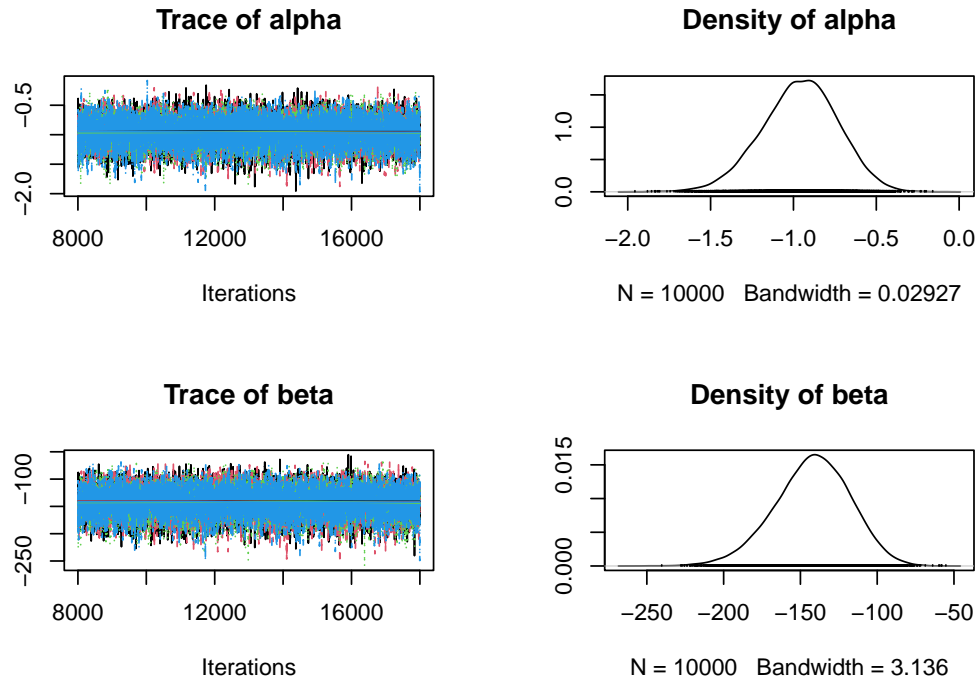 Trace of alpha
−0.5
−2.0
8000 12000 16000
Iterations
Density of alpha
1.0
0.0
−2.0 −1.5 −1.0 −0.5 0.0
N = 10000 Bandwidth = 0.02927
Trace of beta
−100
−250
8000 12000 16000
Iterations
Density of beta
0.015
0.000
−250 −200 −150 −100 −50
N = 10000 Bandwidth = 3.136